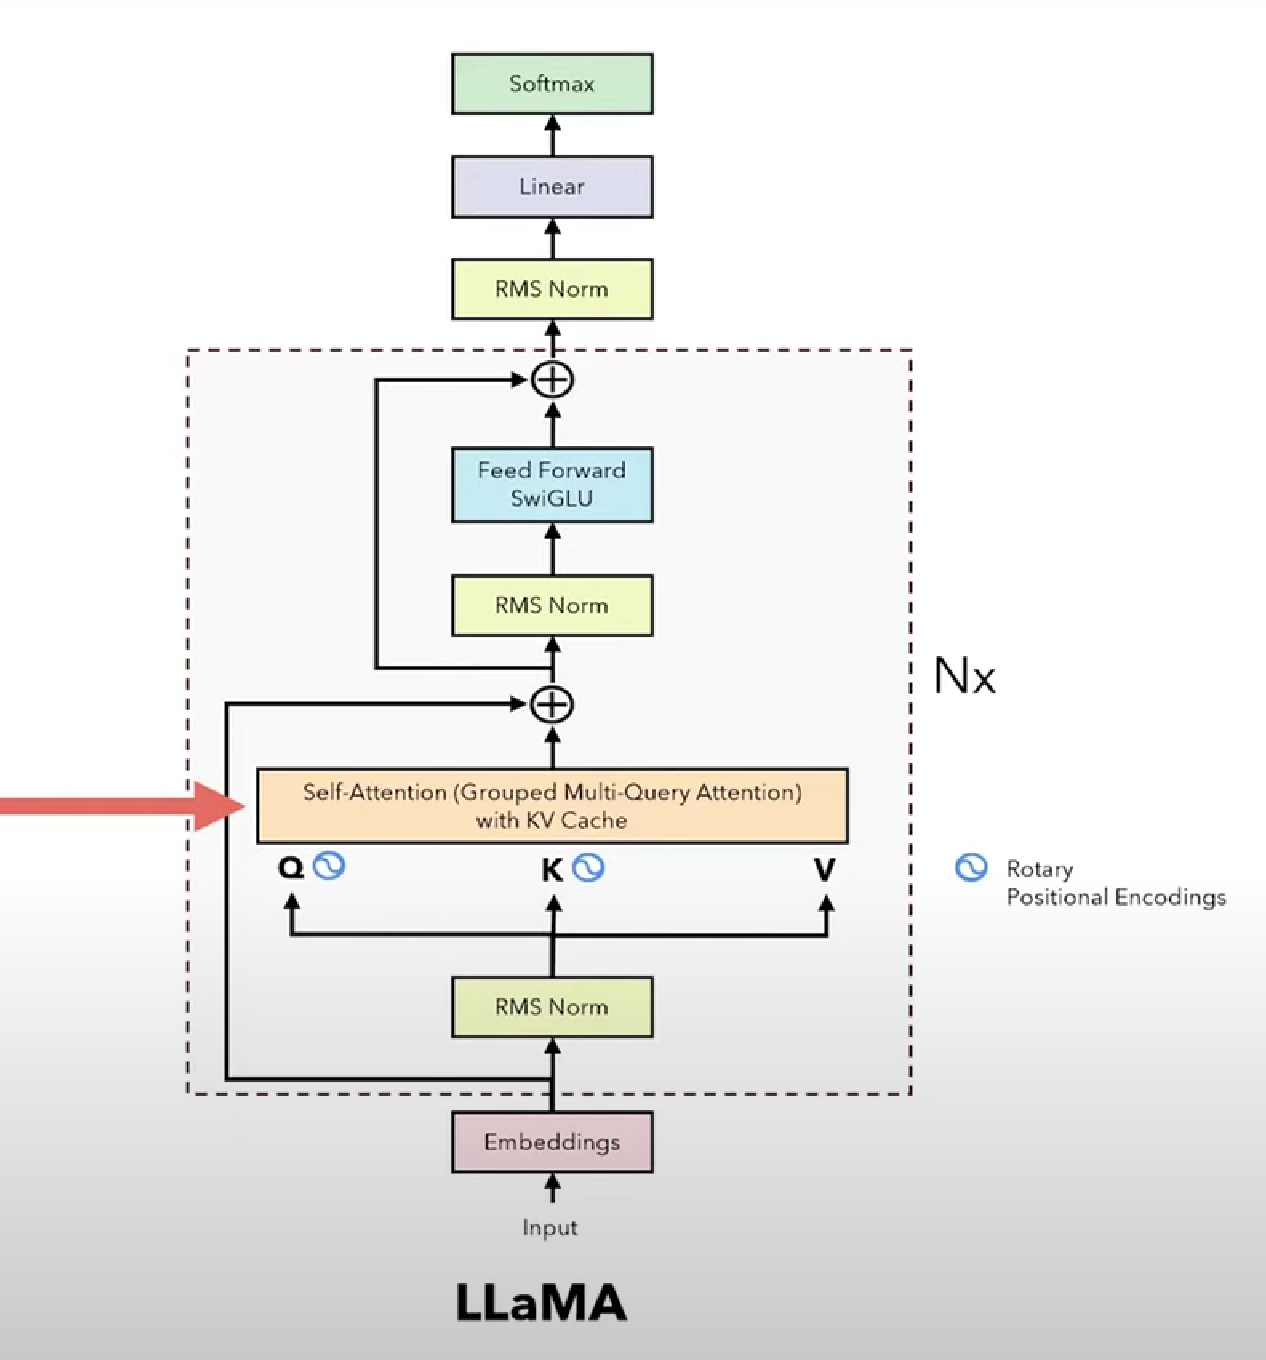 Softmax
Linear
RMS Norm
Feed Forward
SwiGLU
RMS Norm
Nx
Self-Attention (Grouped Multi-Query Attention)
with KV Cache
Q K V
Rotary
Positional Encodings
RMS Norm
Embeddings
Input
LLaMA